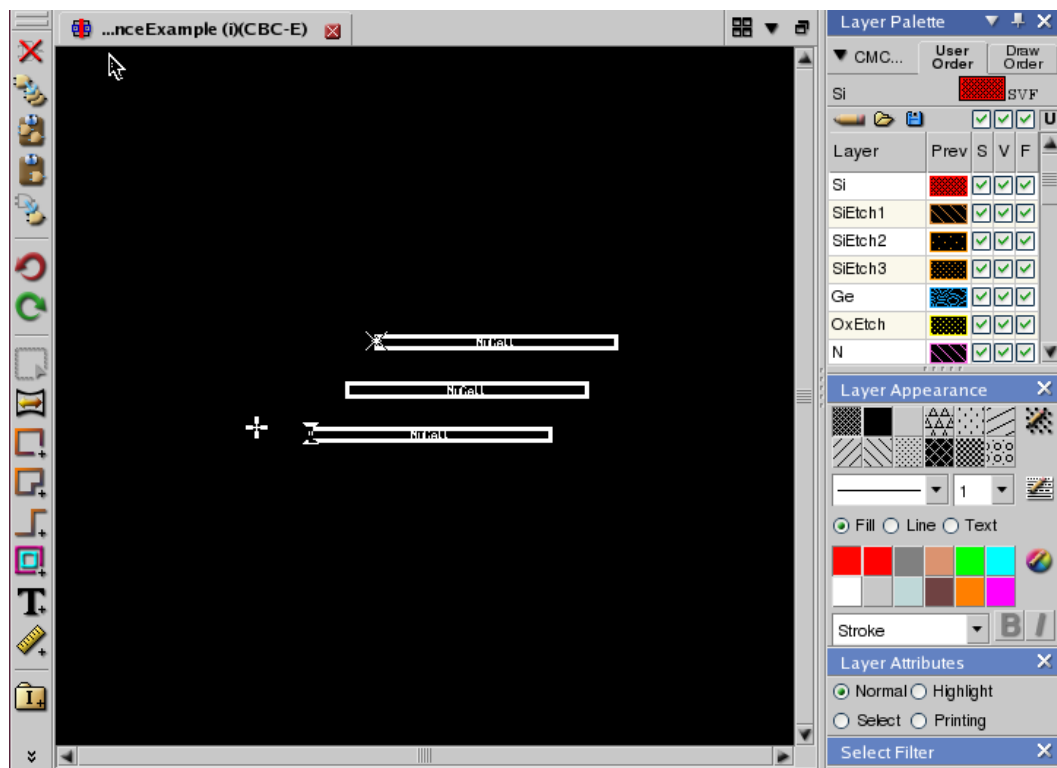 ...nceExample (i)(CBC-E)
Layer Palette
CMC...
User Order
Draw Order
Si
SVF
U
Layer Prev S V F
Si
SiEtch1
SiEtch2
SiEtch3
Ge
OxEtch
N
Layer Appearance
1
Fill Line Text
Stroke
B I
Layer Attributes
Normal Highlight
Select Printing
Select Filter
T
I